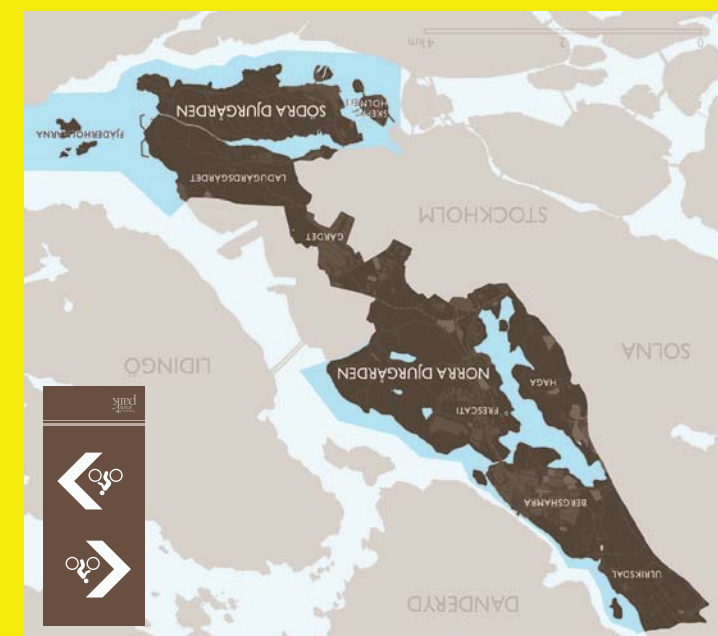 DANDERYD
ULRIKSDAL
BERGSHAMRA
FRESCATI
HAGA
NORRA DJURGÅRDEN
LIDINGÖ
SOLNA
park
GÄRDET
STOCKHOLM
LADUGÅRDSGÄRDET
FJÄDERHOLMARNA
SKEPPS
HOLMEN
SÖDRA DJURGÅRDEN
0 2 4 km